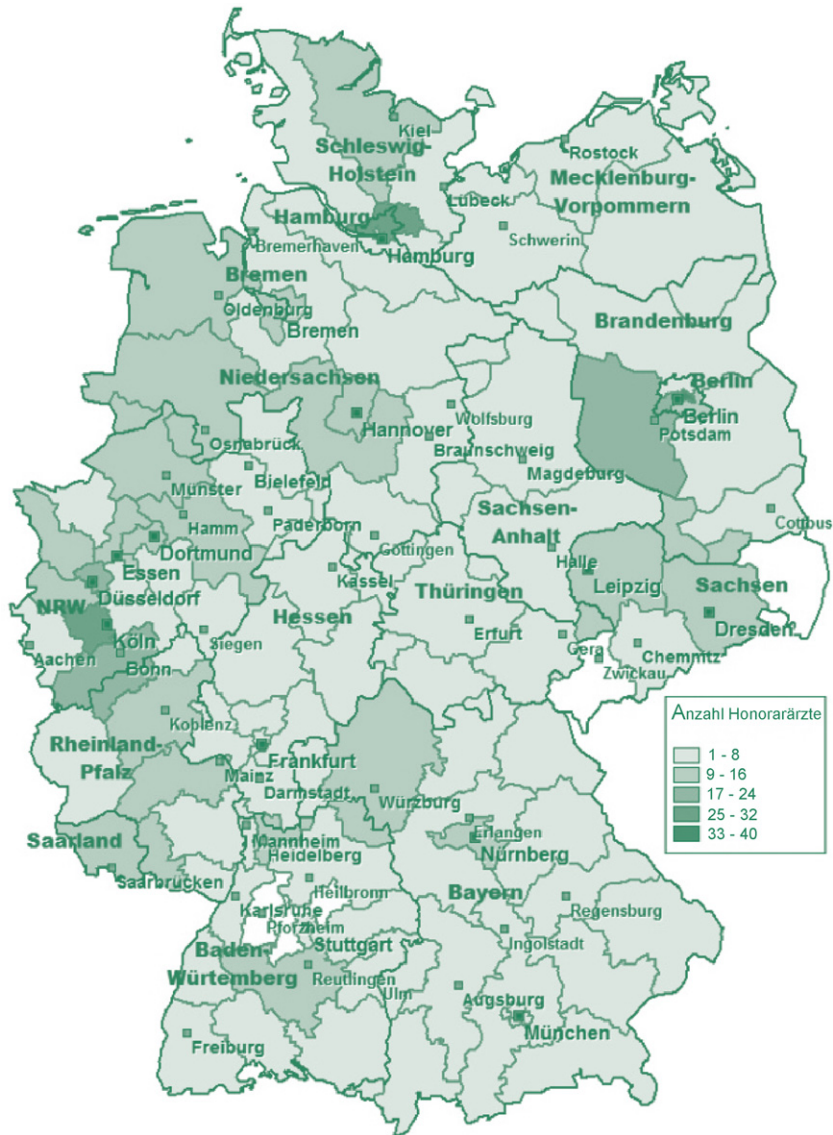 Kiel
Schleswig-
Holstein
Rostock
Mecklenburg-
Vorpommern
Lübeck
Hamburg
Schwerin
Bremerhaven
Hamburg
Bremen
Oldenburg
Bremen
Brandenburg
Niedersachsen
Berlin
Wolfsburg
Berlin
Hannover
Potsdam
Osnabrück
Braunschweig
Bielefeld
Magdeburg
Münster
Sachsen-
Anhalt
Hamm
Paderborn
Cottbus
Dortmund
Göttingen
Halle
Essen
Kassel
Thüringen
Leipzig
Sachsen
NRW
Düsseldorf
Hessen
Dresden
Köln
Siegen
Erfurt
Gera
Chemnitz
Aachen
Bonn
Zwickau
Koblenz
Anzahl Honorarärzte
1 - 8
9 - 16
17 - 24
25 - 32
33 - 40
Rheinland-
Pfalz
Frankfurt
Mainz
Darmstadt
Würzburg
Saarland
Mannheim
Erlangen
Heidelberg
Nürnberg
Saarbrücken
Heilbronn
Bayern
Karlsruhe
Regensburg
Pforzheim
Baden-
Würtemberg
Stuttgart
Ingolstadt
Reutlingen
Ulm
Augsburg
München
Freiburg